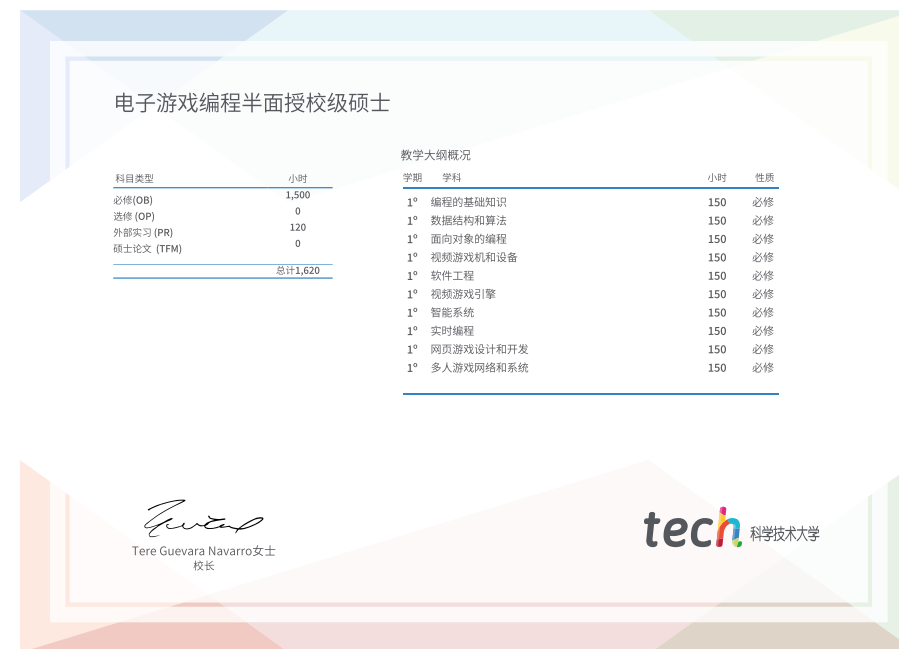 电子游戏编程半面授校级硕士
科目类型 小时
必修(OB) 1,500
选修 (OP) 0
外部实习 (PR) 120
硕士论文 (TFM) 0
总计1,620
教学大纲概况
学期 学科 小时 性质
1º 编程的基础知识 150 必修
1º 数据结构和算法 150 必修
1º 面向对象的编程 150 必修
1º 视频游戏机和设备 150 必修
1º 软件工程 150 必修
1º 视频游戏引擎 150 必修
1º 智能系统 150 必修
1º 实时编程 150 必修
1º 网页游戏设计和开发 150 必修
1º 多人游戏网络和系统 150 必修
Tere Guevara Navarro女士
校长
tech 科学技术大学